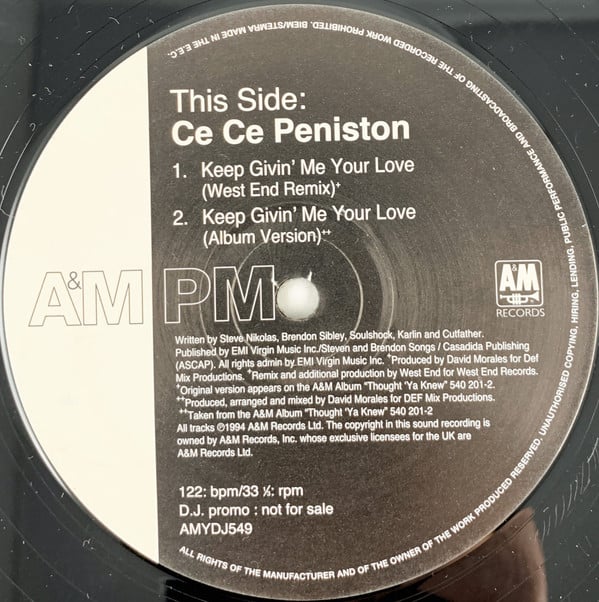 This Side:
Ce Ce Peniston
1. Keep Givin' Me Your Love
(West End Remix)+
2. Keep Givin' Me Your Love
(Album Version)++
A&M PM
A&M
RECORDS
Written by Steve Nikolas, Brendon Sibley, Soulshock, Karlin and Cutfather.
Published by EMI Virgin Music Inc./Steven and Brendon Songs / Casadida Publishing
(ASCAP). All rights admin by EMI Virgin Music Inc. +Produced by David Morales for Def
Mix Productions. +Remix and additional production by West End for West End Records.
+Original version appears on the A&M Album "Thought 'Ya Knew" 540 201-2.
++Produced, arranged and mixed by David Morales for DEF Mix Productions.
++Taken from the A&M Album "Thought 'Ya Knew" 540 201-2
All tracks ℗1994 A&M Records Ltd. The copyright in this sound recording is
owned by A&M Records, Inc. whose exclusive licensees for the UK are
A&M Records Ltd.
122: bpm/33 ⅓: rpm
D.J. promo : not for sale
AMYDJ549
ALL RIGHTS OF THE MANUFACTURER AND OF THE OWNER OF THE WORK PRODUCED RESERVED. UNAUTHORISED COPYING, HIRING, LENDING, PUBLIC PERFORMANCE AND BROADCASTING OF THE RECORDED WORK PROHIBITED. BIEM/STEMRA MADE IN THE E.E.C.